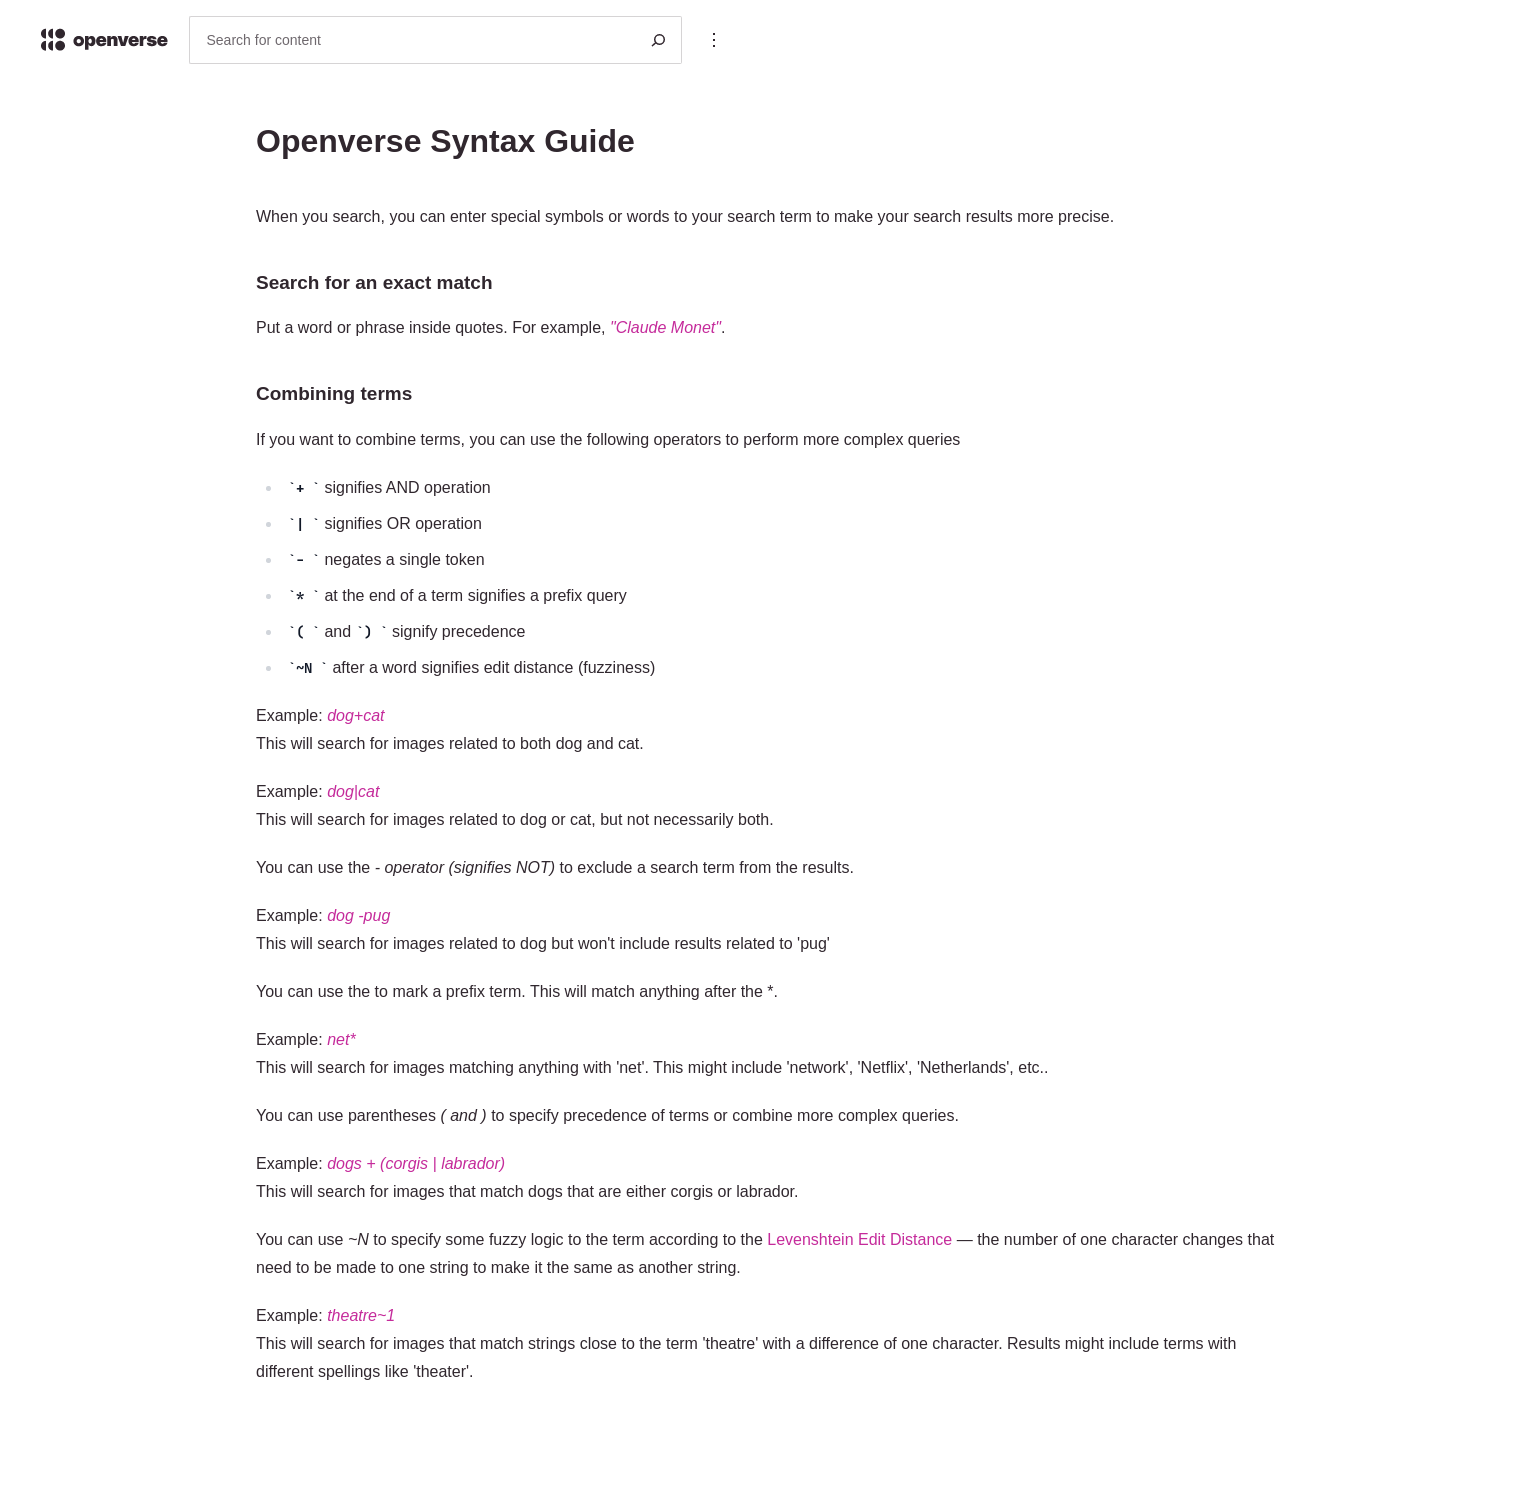 openverse
Search for content
Openverse Syntax Guide
When you search, you can enter special symbols or words to your search term to make your search results more precise.
Search for an exact match
Put a word or phrase inside quotes. For example, "Claude Monet".
Combining terms
If you want to combine terms, you can use the following operators to perform more complex queries
`+ ` signifies AND operation
`| ` signifies OR operation
`- ` negates a single token
`* ` at the end of a term signifies a prefix query
`( ` and `) ` signify precedence
`~N ` after a word signifies edit distance (fuzziness)
Example: dog+cat
This will search for images related to both dog and cat.
Example: dog|cat
This will search for images related to dog or cat, but not necessarily both.
You can use the - operator (signifies NOT) to exclude a search term from the results.
Example: dog -pug
This will search for images related to dog but won't include results related to 'pug'
You can use the to mark a prefix term. This will match anything after the *.
Example: net*
This will search for images matching anything with 'net'. This might include 'network', 'Netflix', 'Netherlands', etc..
You can use parentheses ( and ) to specify precedence of terms or combine more complex queries.
Example: dogs + (corgis | labrador)
This will search for images that match dogs that are either corgis or labrador.
You can use ~N to specify some fuzzy logic to the term according to the Levenshtein Edit Distance — the number of one character changes that
need to be made to one string to make it the same as another string.
Example: theatre~1
This will search for images that match strings close to the term 'theatre' with a difference of one character. Results might include terms with
different spellings like 'theater'.